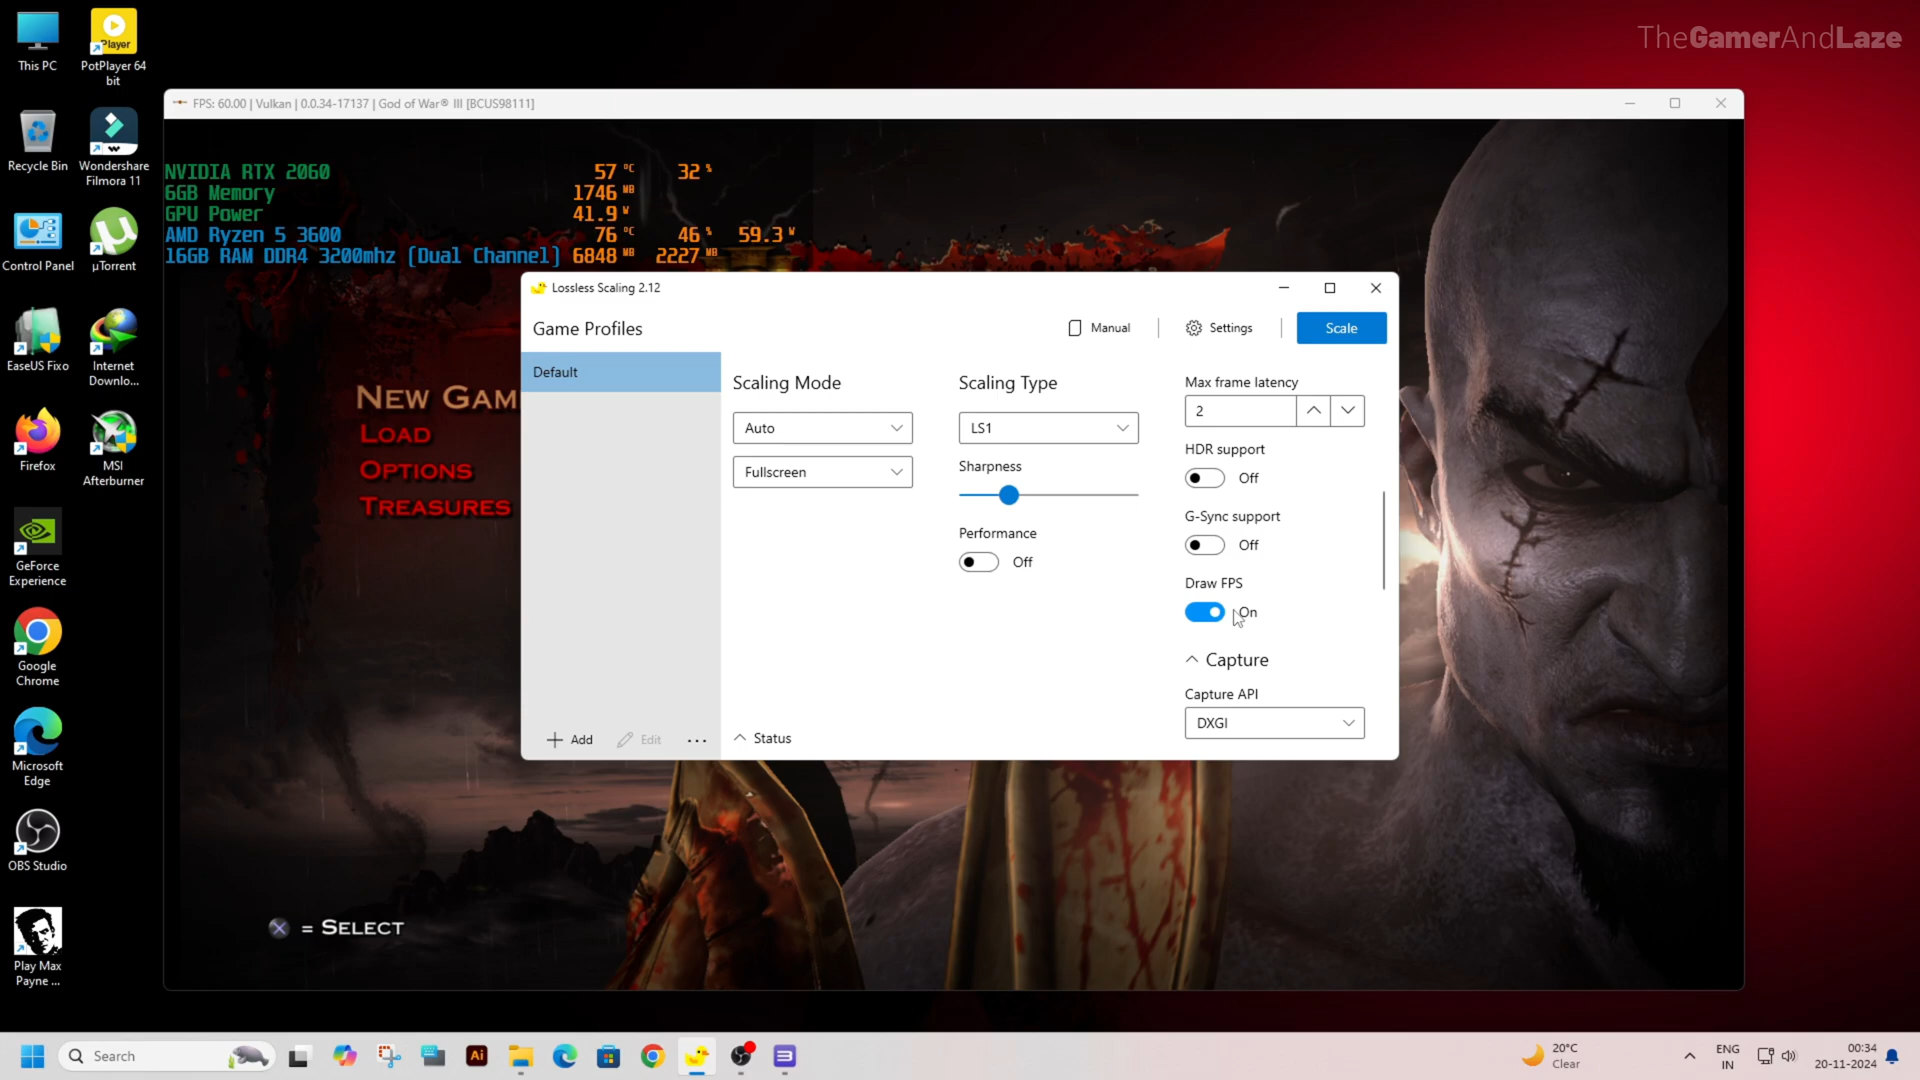 This PC
PotPlayer 64
bit
Player
Recycle Bin
Wondershare
Filmora 11
Control Panel
µTorrent
EaseUS Fixo
Internet
Downlo...
Firefox
MSI
Afterburner
GeForce
Experience
Google
Chrome
Microsoft
Edge
OBS Studio
Play Max
Payne ...
TheGamerAndLaze
FPS: 60.00 | Vulkan | 0.0.34-17137 | God of War® III [BCUS98111]
NVIDIA RTX 2060 57 °C 32 %
6GB Memory 1746 MB
GPU Power 41.9 W
AMD Ryzen 5 3600 76 °C 46 % 59.3 W
16GB RAM DDR4 3200mhz [Dual Channel] 6848 MB 2227 MB
New Gam
Load
Options
Treasures
= Select
Lossless Scaling 2.12
Game Profiles
Manual
Settings
Scale
Default
Scaling Mode
Auto
Fullscreen
Scaling Type
LS1
Sharpness
Performance
Off
Max frame latency
2
HDR support
Off
G-Sync support
Off
Draw FPS
On
Capture
Capture API
DXGI
Add
Edit
...
Status
Search
Ai
20°C
Clear
ENG
IN
00:34
20-11-2024